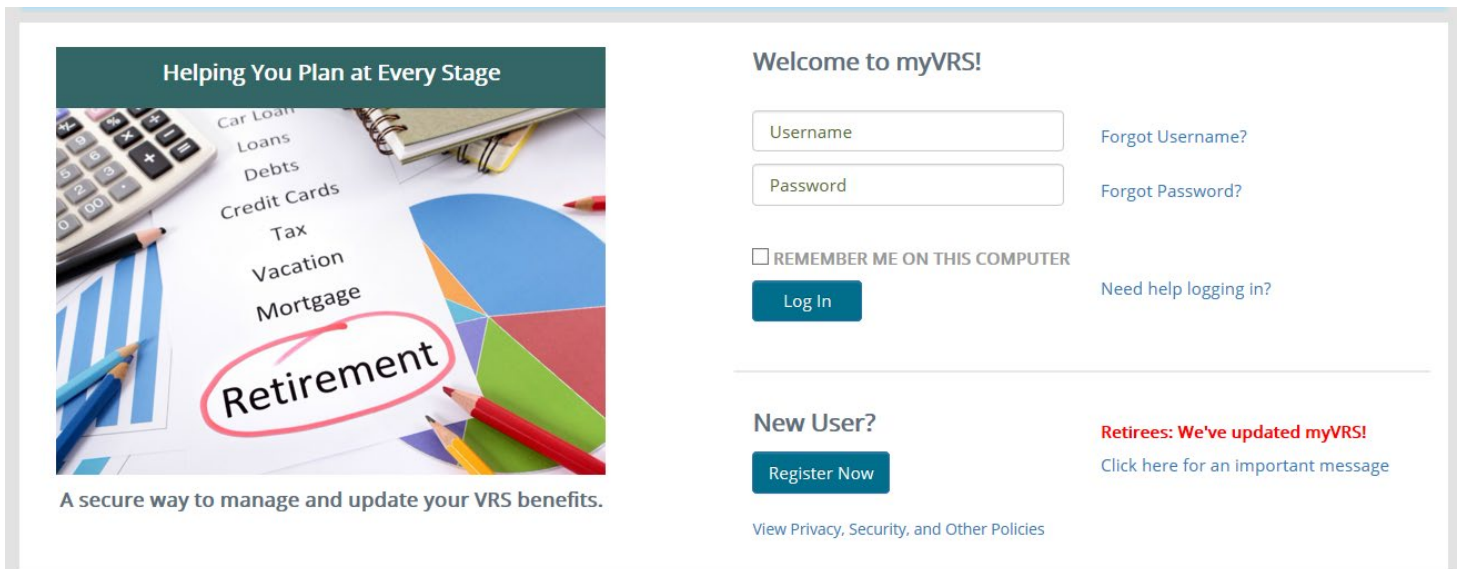 Helping You Plan at Every Stage
Car Loan
Loans
Debts
Credit Cards
Tax
Vacation
Mortgage
Retirement
A secure way to manage and update your VRS benefits.
Welcome to myVRS!
Username
Forgot Username?
Password
Forgot Password?
REMEMBER ME ON THIS COMPUTER
Log In
Need help logging in?
New User?
Register Now
Retirees: We've updated myVRS!
Click here for an important message
View Privacy, Security, and Other Policies